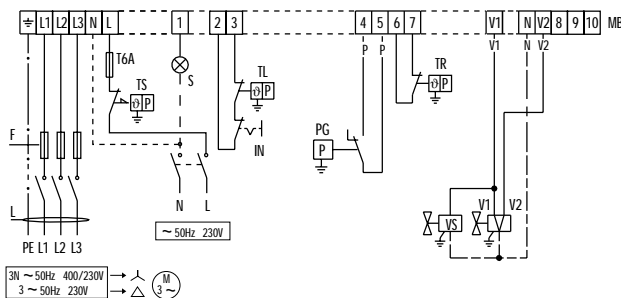 L1 L2 L3 N L 1 2 3 4 5 6 7 V1 N V2 8 9 10 MB
P P V1 N V2
T6A
S
TL
TR
TS
ϑ P
ϑ P
ϑ P
IN
F
PG
P
N L
L
VS V1 V2
~ 50Hz 230V
PE L1 L2 L3
3N ~ 50Hz 400/230V
3 ~ 50Hz 230V
M
3 ~